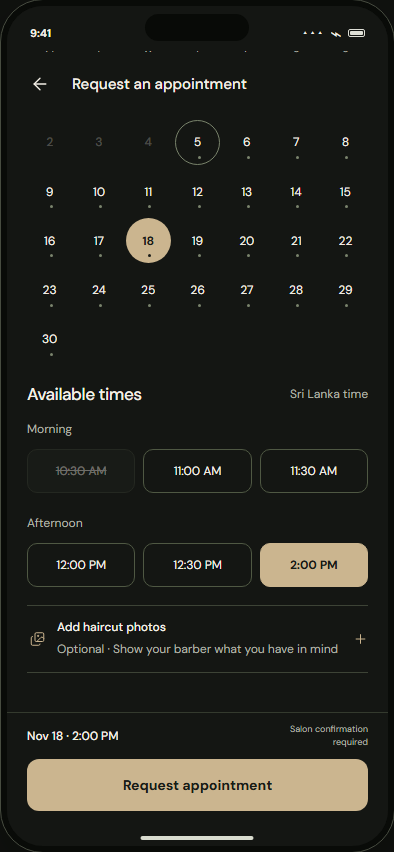 9:41
Request an appointment
2 3 4 5 6 7 8
9 10 11 12 13 14 15
16 17 18 19 20 21 22
23 24 25 26 27 28 29
30
Available times
Sri Lanka time
Morning
10:30 AM
11:00 AM
11:30 AM
Afternoon
12:00 PM
12:30 PM
2:00 PM
Add haircut photos
Optional · Show your barber what you have in mind
Nov 18 · 2:00 PM
Salon confirmation
required
Request appointment